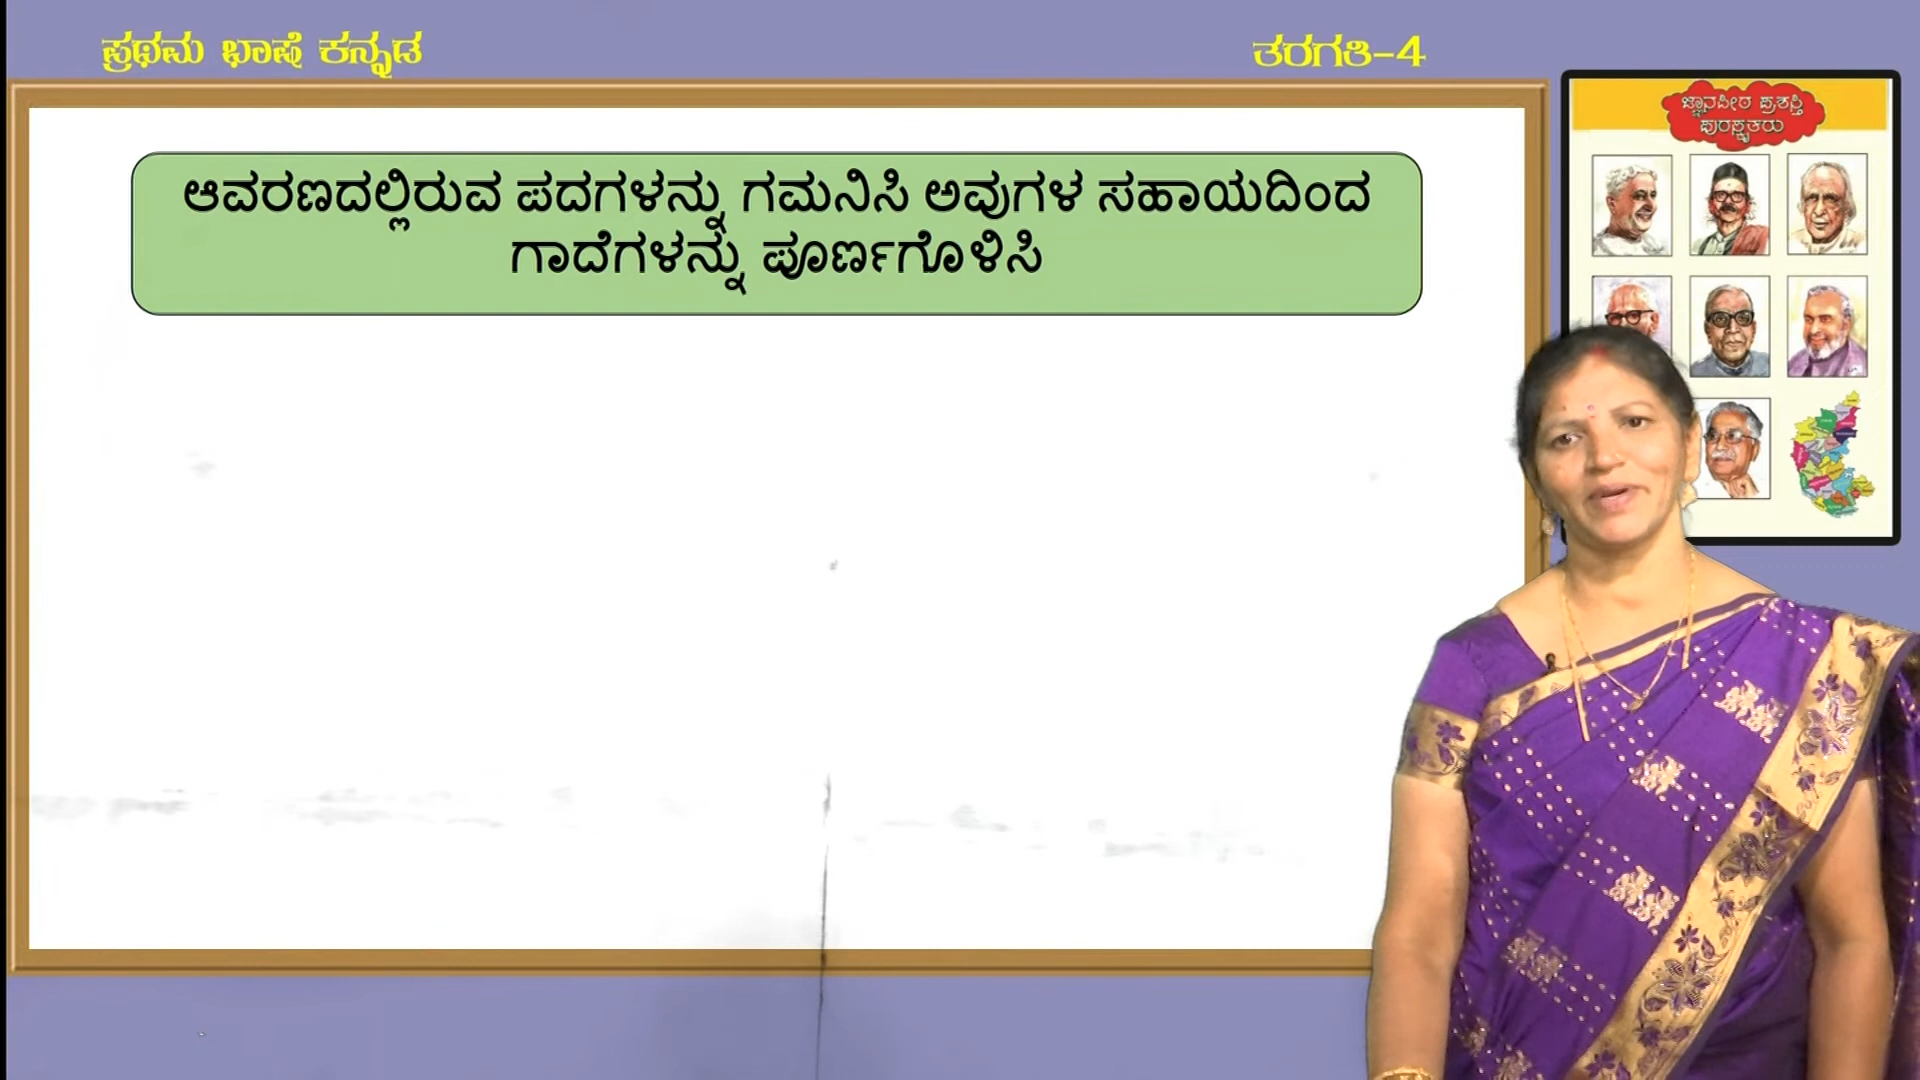 ಪ್ರಥಮ ಭಾಷೆ ಕನ್ನಡ
ತರಗತಿ-4
ಜ್ಞಾನಪೀಠ ಪ್ರಶಸ್ತಿ
ಪುರಸ್ಕೃತರು
ಆವರಣದಲ್ಲಿರುವ ಪದಗಳನ್ನು ಗಮನಿಸಿ ಅವುಗಳ ಸಹಾಯದಿಂದ
ಗಾದೆಗಳನ್ನು ಪೂರ್ಣಗೊಳಿಸಿ